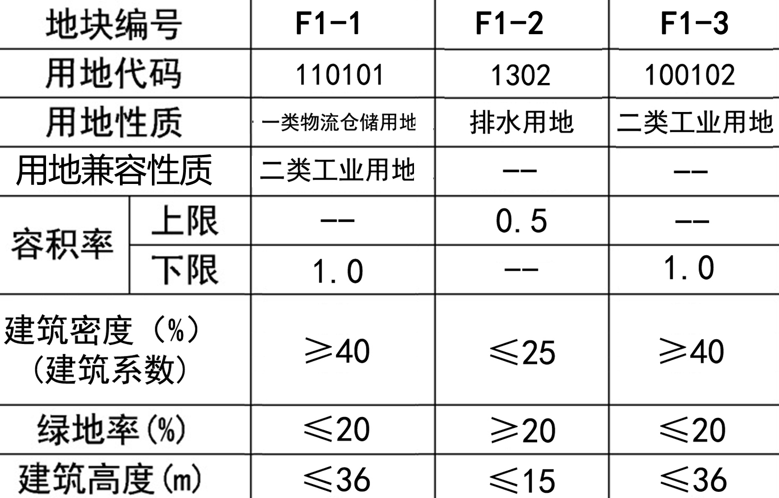 地块编号 F1-1 F1-2 F1-3
用地代码 110101 1302 100102
用地性质 一类物流仓储用地 排水用地 二类工业用地
用地兼容性质 二类工业用地 -- --
容积率 上限 -- 0.5 --
下限 1.0 -- 1.0
建筑密度（%）
(建筑系数) ≥40 ≤25 ≥40
绿地率(%) ≤20 ≥20 ≤20
建筑高度(m) ≤36 ≤15 ≤36